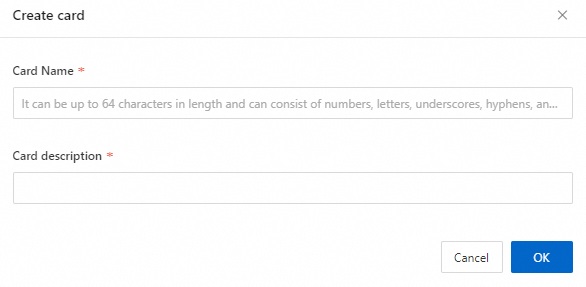 Create card
Card Name *
It can be up to 64 characters in length and can consist of numbers, letters, underscores, hyphens, an...
Card description *
Cancel
OK